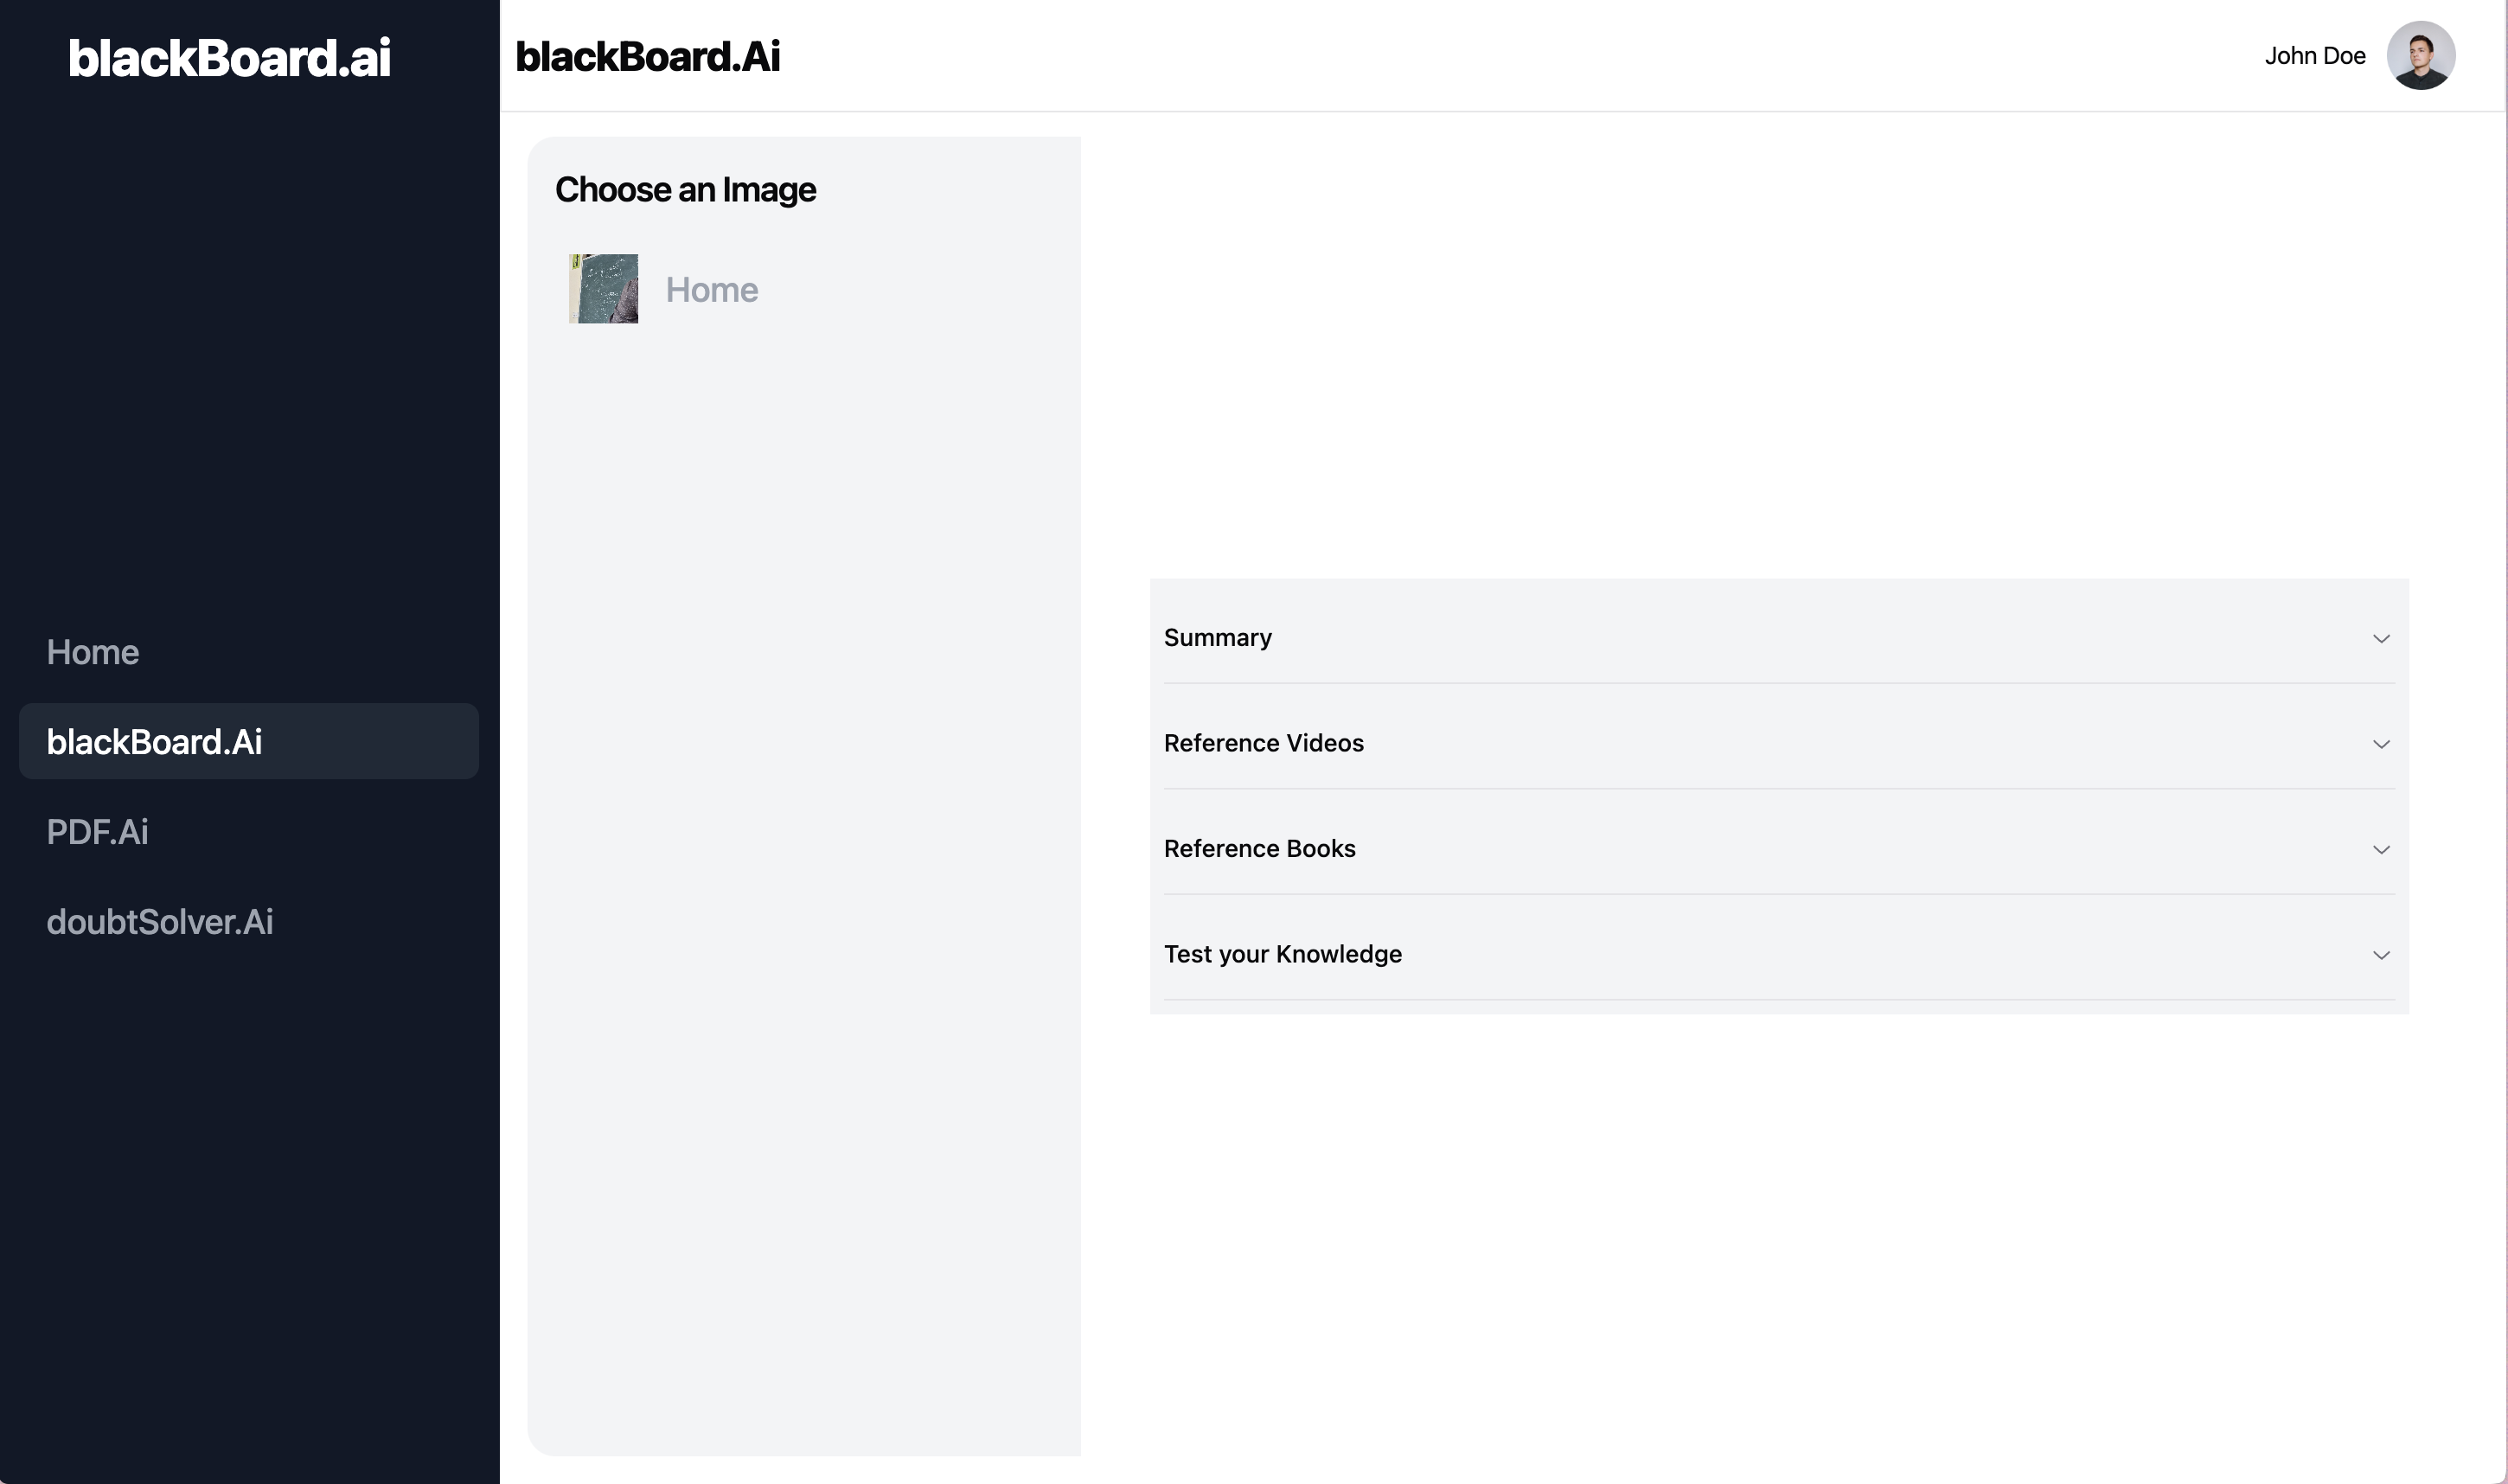 blackBoard.ai
Home
blackBoard.Ai
PDF.Ai
doubtSolver.Ai
blackBoard.Ai
John Doe
Choose an Image
Home
Summary
Reference Videos
Reference Books
Test your Knowledge